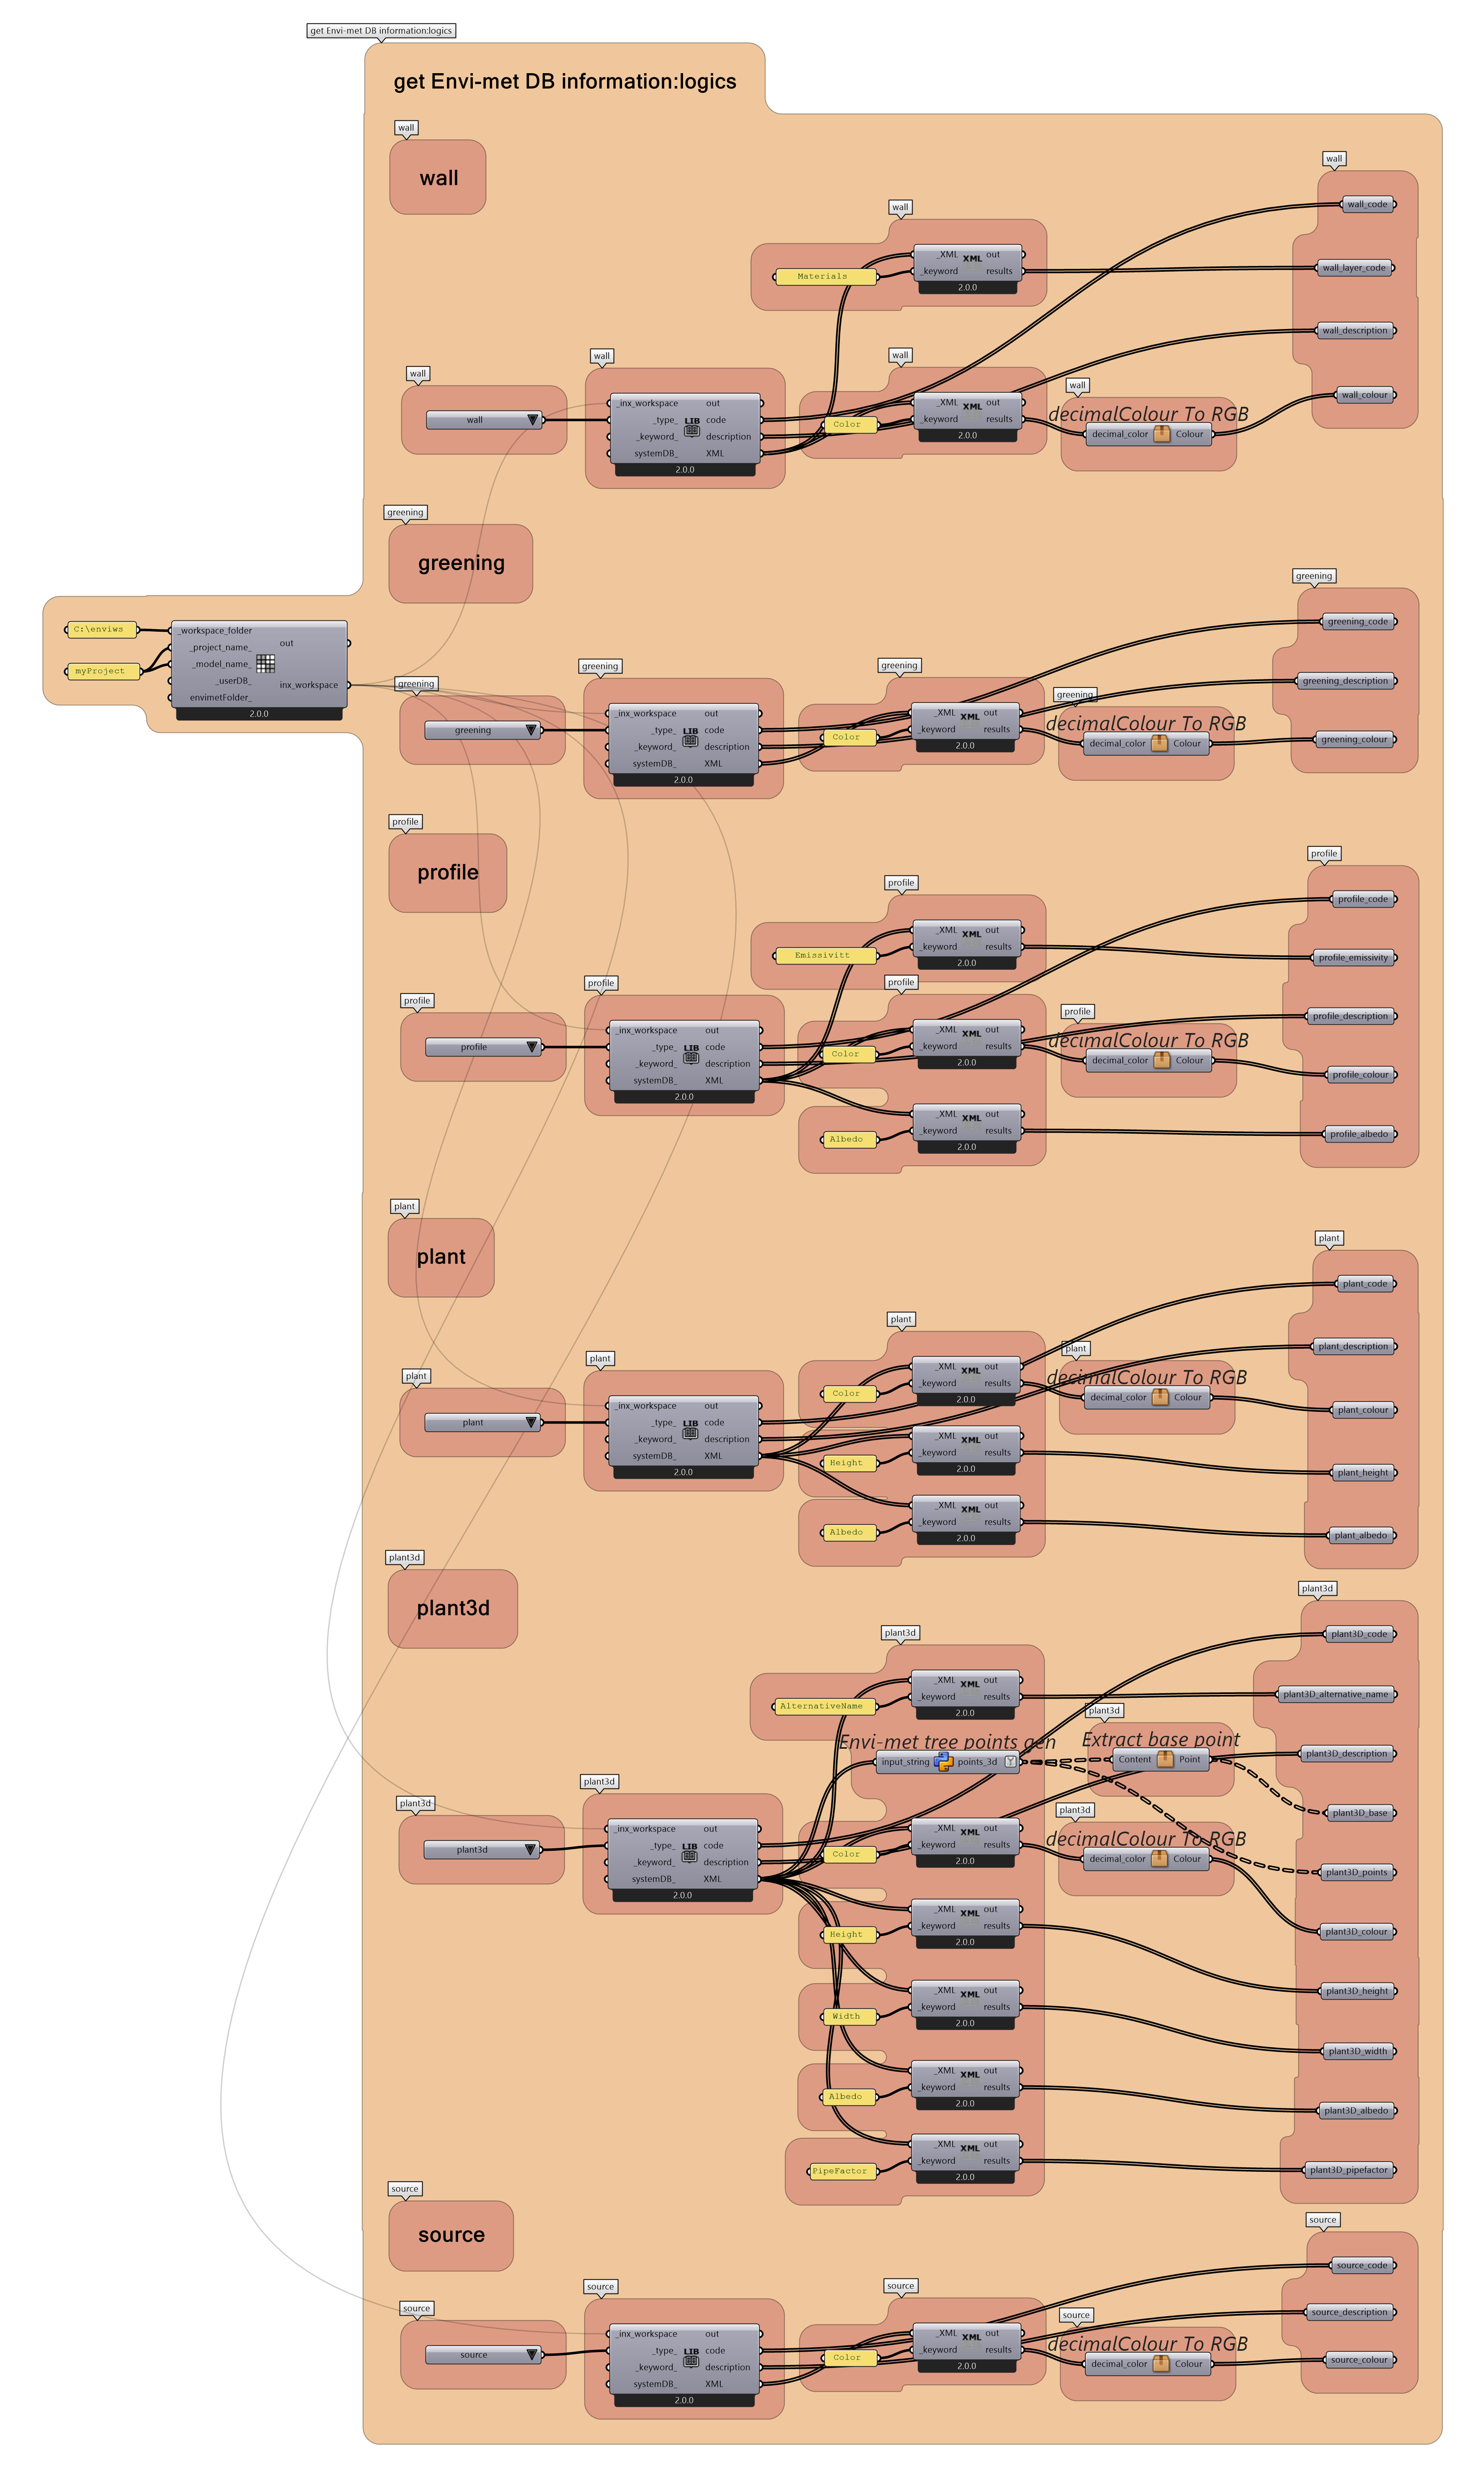 get Envi-met DB information:logics
get Envi-met DB information:logics
wall
wall
wall
wall_code
wall
_XML XML out
_keyword results
2.0.0
Materials
wall_layer_code
wall_description
wall
wall
wall
wall
wall
_inx_workspace out
_type_ LIB code
_keyword_ description
systemDB_ XML
2.0.0
Color
_XML XML out
_keyword results
2.0.0
wall
decimalColour To RGB
decimal_color Colour
wall_colour
greening
greening
C:\enviws
myProject
_workspace_folder
_project_name_
_model_name_
_userDB_
envimetFolder_
out
inx_workspace
2.0.0
greening
greening_code
greening_description
greening_colour
greening
greening
greening
_inx_workspace out
_type_ LIB code
_keyword_ description
systemDB_ XML
2.0.0
greening
Color
_XML XML out
_keyword results
2.0.0
greening
decimalColour To RGB
decimal_color Colour
profile
profile
profile
profile_code
profile_emissivity
profile_description
profile_colour
profile_albedo
profile
Emissivitt
_XML XML out
_keyword results
2.0.0
profile
profile
profile
_inx_workspace out
_type_ LIB code
_keyword_ description
systemDB_ XML
2.0.0
profile
Color
_XML XML out
_keyword results
2.0.0
profile
decimalColour To RGB
decimal_color Colour
Albedo
_XML XML out
_keyword results
2.0.0
plant
plant
plant
plant_code
plant_description
plant_colour
plant_height
plant_albedo
plant
plant
plant
_inx_workspace out
_type_ LIB code
_keyword_ description
systemDB_ XML
2.0.0
plant
Color
_XML XML out
_keyword results
2.0.0
plant
decimalColour To RGB
decimal_color Colour
Height
_XML XML out
_keyword results
2.0.0
Albedo
_XML XML out
_keyword results
2.0.0
plant3d
plant3d
plant3d
plant3D_code
plant3D_alternative_name
plant3D_description
plant3D_base
plant3D_points
plant3D_colour
plant3D_height
plant3D_width
plant3D_albedo
plant3D_pipefactor
plant3d
AlternativeName
_XML XML out
_keyword results
2.0.0
Envi-met tree points gen
input_string points_3d
plant3d
Extract base point
Content Point
plant3d
plant3d
plant3d
_inx_workspace out
_type_ LIB code
_keyword_ description
systemDB_ XML
2.0.0
Color
_XML XML out
_keyword results
2.0.0
plant3d
decimalColour To RGB
decimal_color Colour
Height
_XML XML out
_keyword results
2.0.0
Width
_XML XML out
_keyword results
2.0.0
Albedo
_XML XML out
_keyword results
2.0.0
PipeFactor
_XML XML out
_keyword results
2.0.0
source
source
source
source_code
source_description
source_colour
source
source
source
_inx_workspace out
_type_ LIB code
_keyword_ description
systemDB_ XML
2.0.0
source
Color
_XML XML out
_keyword results
2.0.0
source
decimalColour To RGB
decimal_color Colour